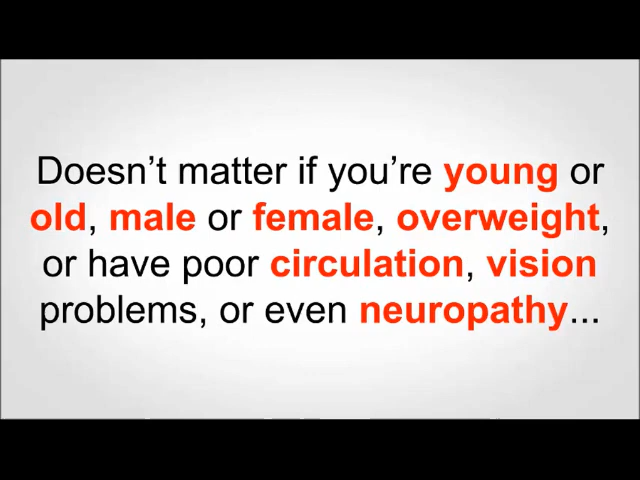 Doesn’t matter if you’re young or
old, male or female, overweight,
or have poor circulation, vision
problems, or even neuropathy...